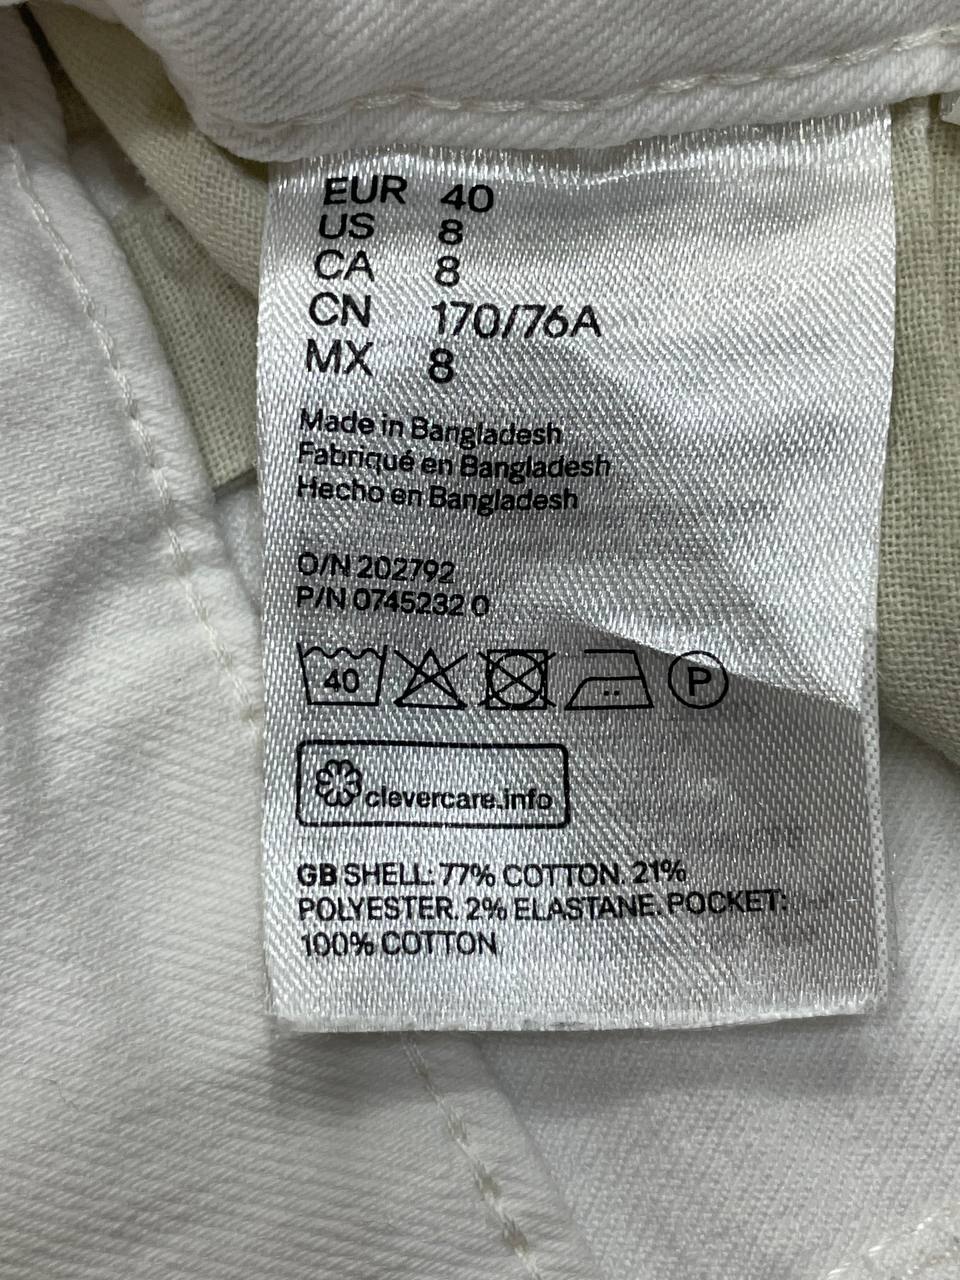 EUR 40
US 8
CA 8
CN 170/76A
MX 8
Made in Bangladesh
Fabriqué en Bangladesh
Hecho en Bangladesh
O/N 202792
P/N 0745232 0
40 P
clevercare.info
GB SHELL: 77% COTTON. 21%
POLYESTER. 2% ELASTANE. POCKET:
100% COTTON